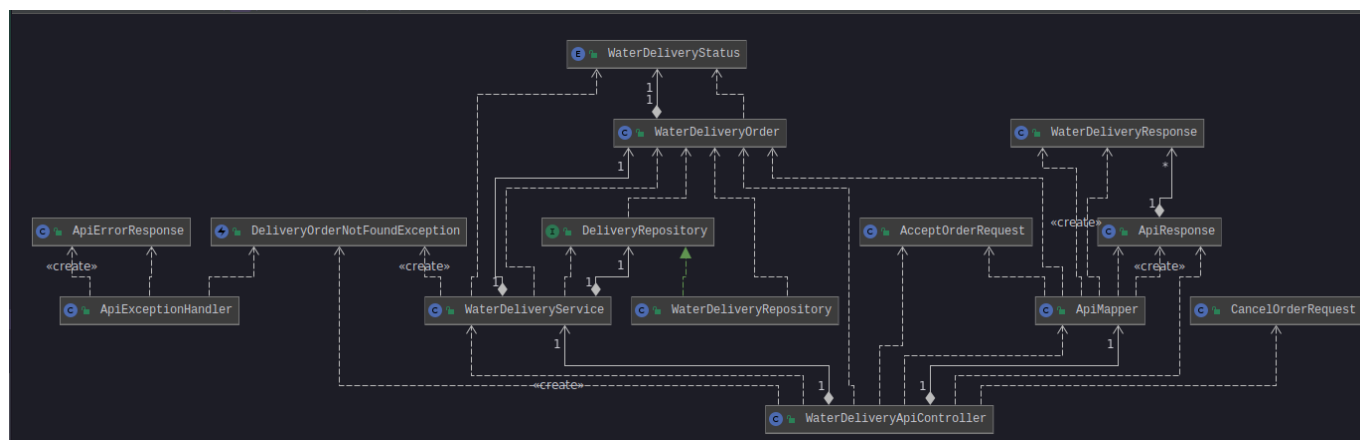 WaterDeliveryStatus
1
1
WaterDeliveryOrder
WaterDeliveryResponse
1
*
«create»
1
ApiErrorResponse
DeliveryOrderNotFoundException
DeliveryRepository
AcceptOrderRequest
ApiResponse
«create»
«create»
1
«create»
1
1
ApiExceptionHandler
WaterDeliveryService
WaterDeliveryRepository
ApiMapper
CancelOrderRequest
1
1
«create»
1
1
WaterDeliveryApiController